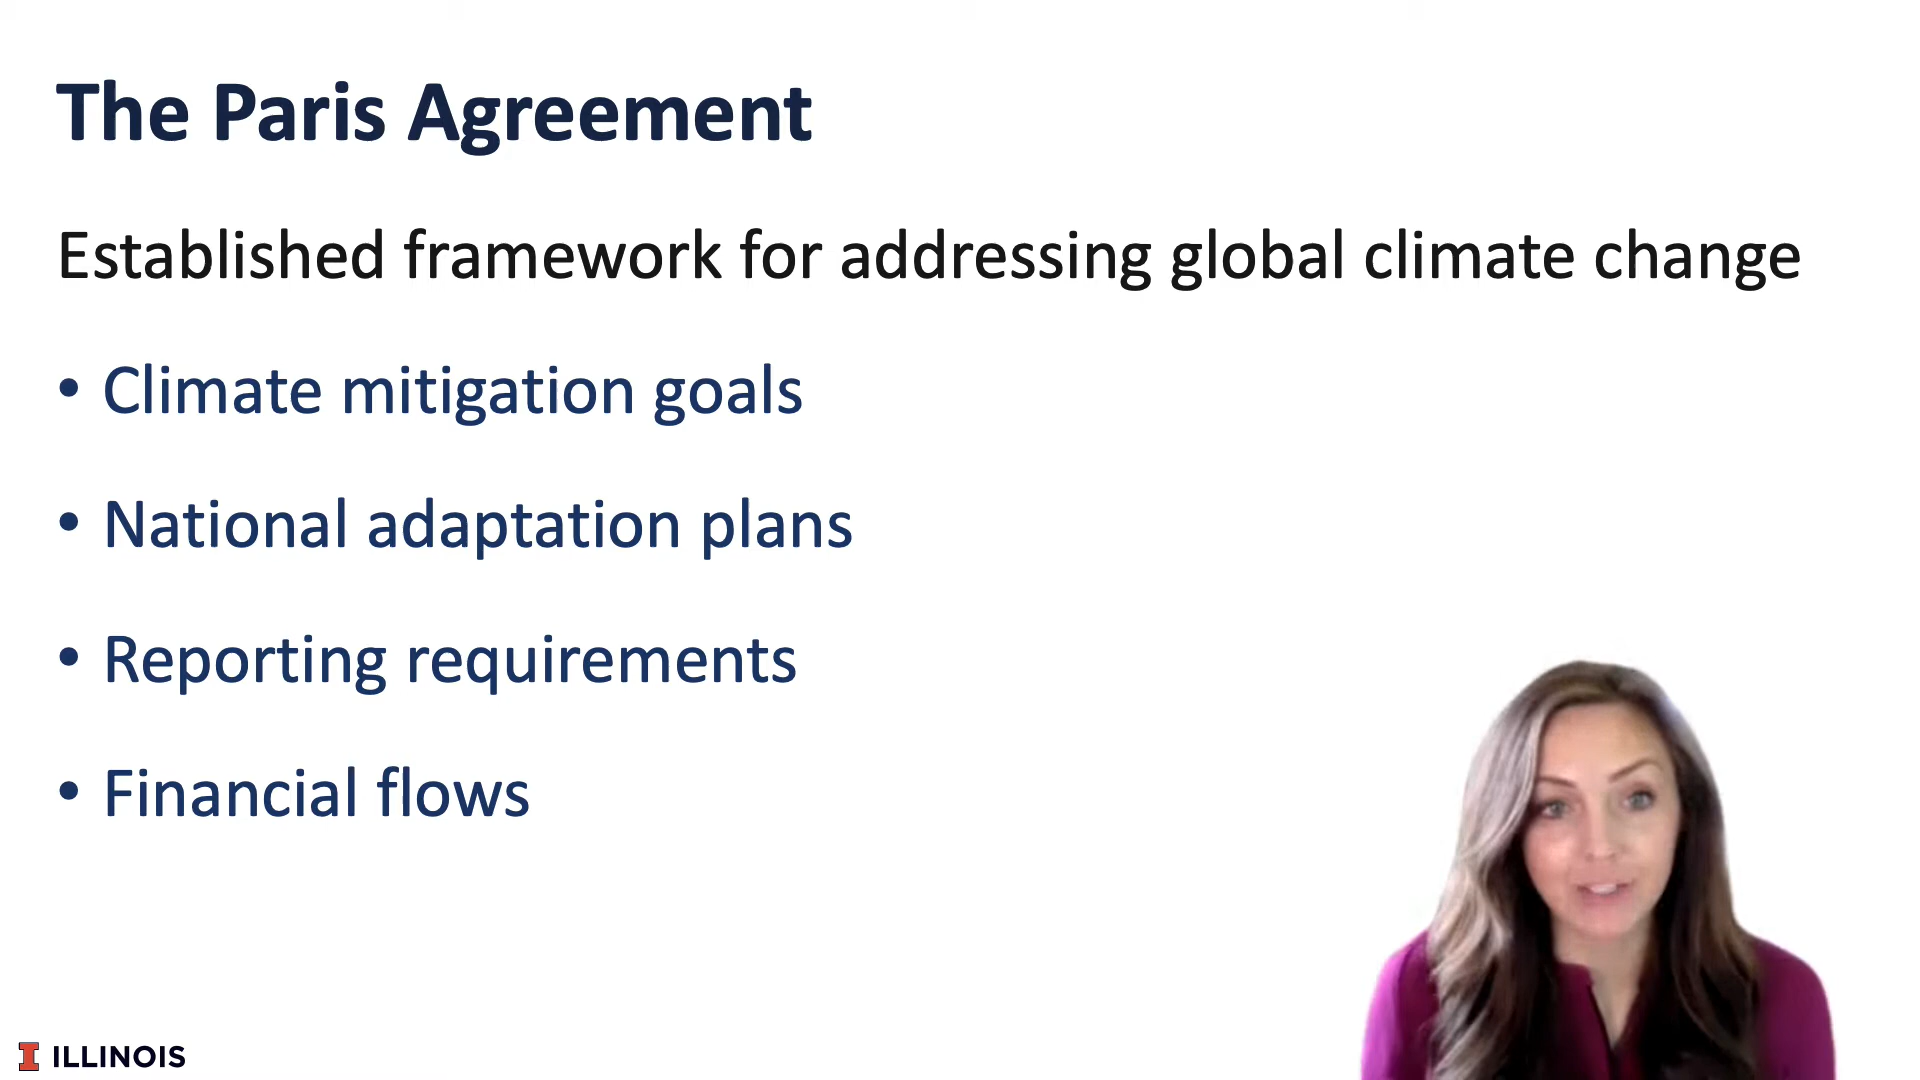 The Paris Agreement
Established framework for addressing global climate change
• Climate mitigation goals
• National adaptation plans
• Reporting requirements
• Financial flows
I ILLINOIS